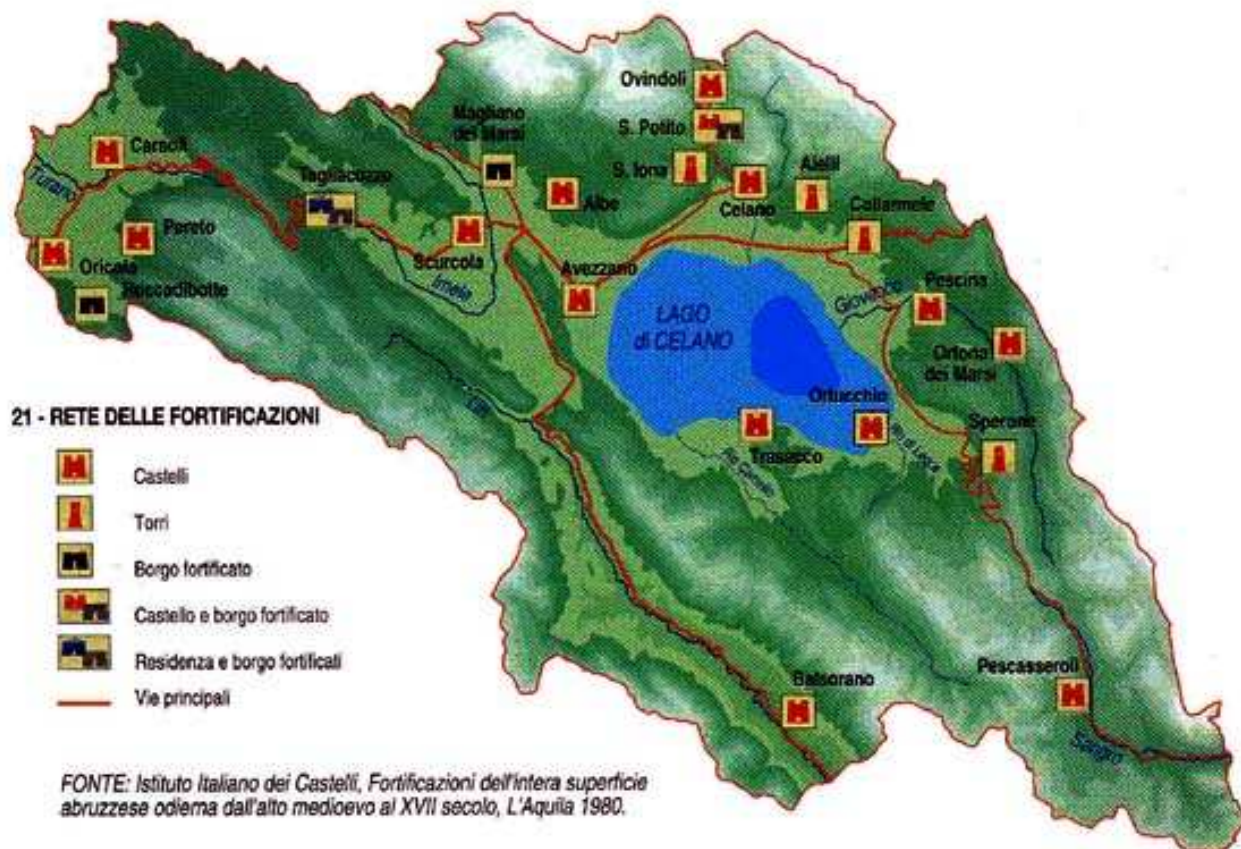 Ovindoli
Magliano
dei Marsi
S. Potito
Carsoli
S. Iona
Aielli
Turano
Tagliacozzo
Albe
Celano
Collarmele
Pereto
Scurcola
Oricola
Imele
Avezzano
Roccadibotte
Giovenco
Pescina
LAGO
di CELANO
Ortona
dei Marsi
Ortucchio
21 - RETE DELLE FORTIFICAZIONI
Liri
Sperone
Trasacco
Castelli
Torri
Borgo fortificato
Castello e borgo fortificato
Residenza e borgo fortificati
Vie principali
Pescasseroli
Balsorano
Sangro
FONTE: Istituto Italiano dei Castelli, Fortificazioni dell'intera superficie
abruzzese odierna dall'alto medioevo al XVII secolo, L'Aquila 1980.